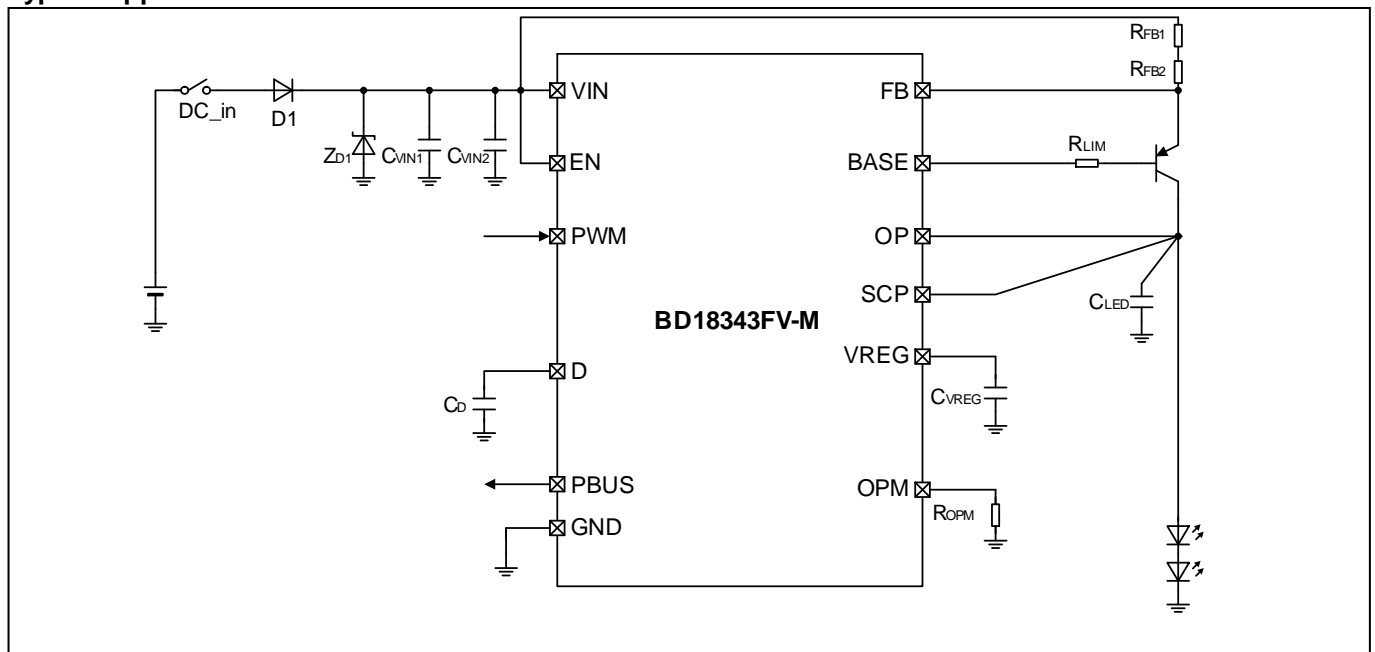 RFB1
RFB2
DC_in
D1
ZD1
CVIN1
CVIN2
VIN
EN
PWM
D
PBUS
GND
BD18343FV-M
FB
BASE
OP
SCP
VREG
OPM
RLIM
CLED
CVREG
ROPM
CD